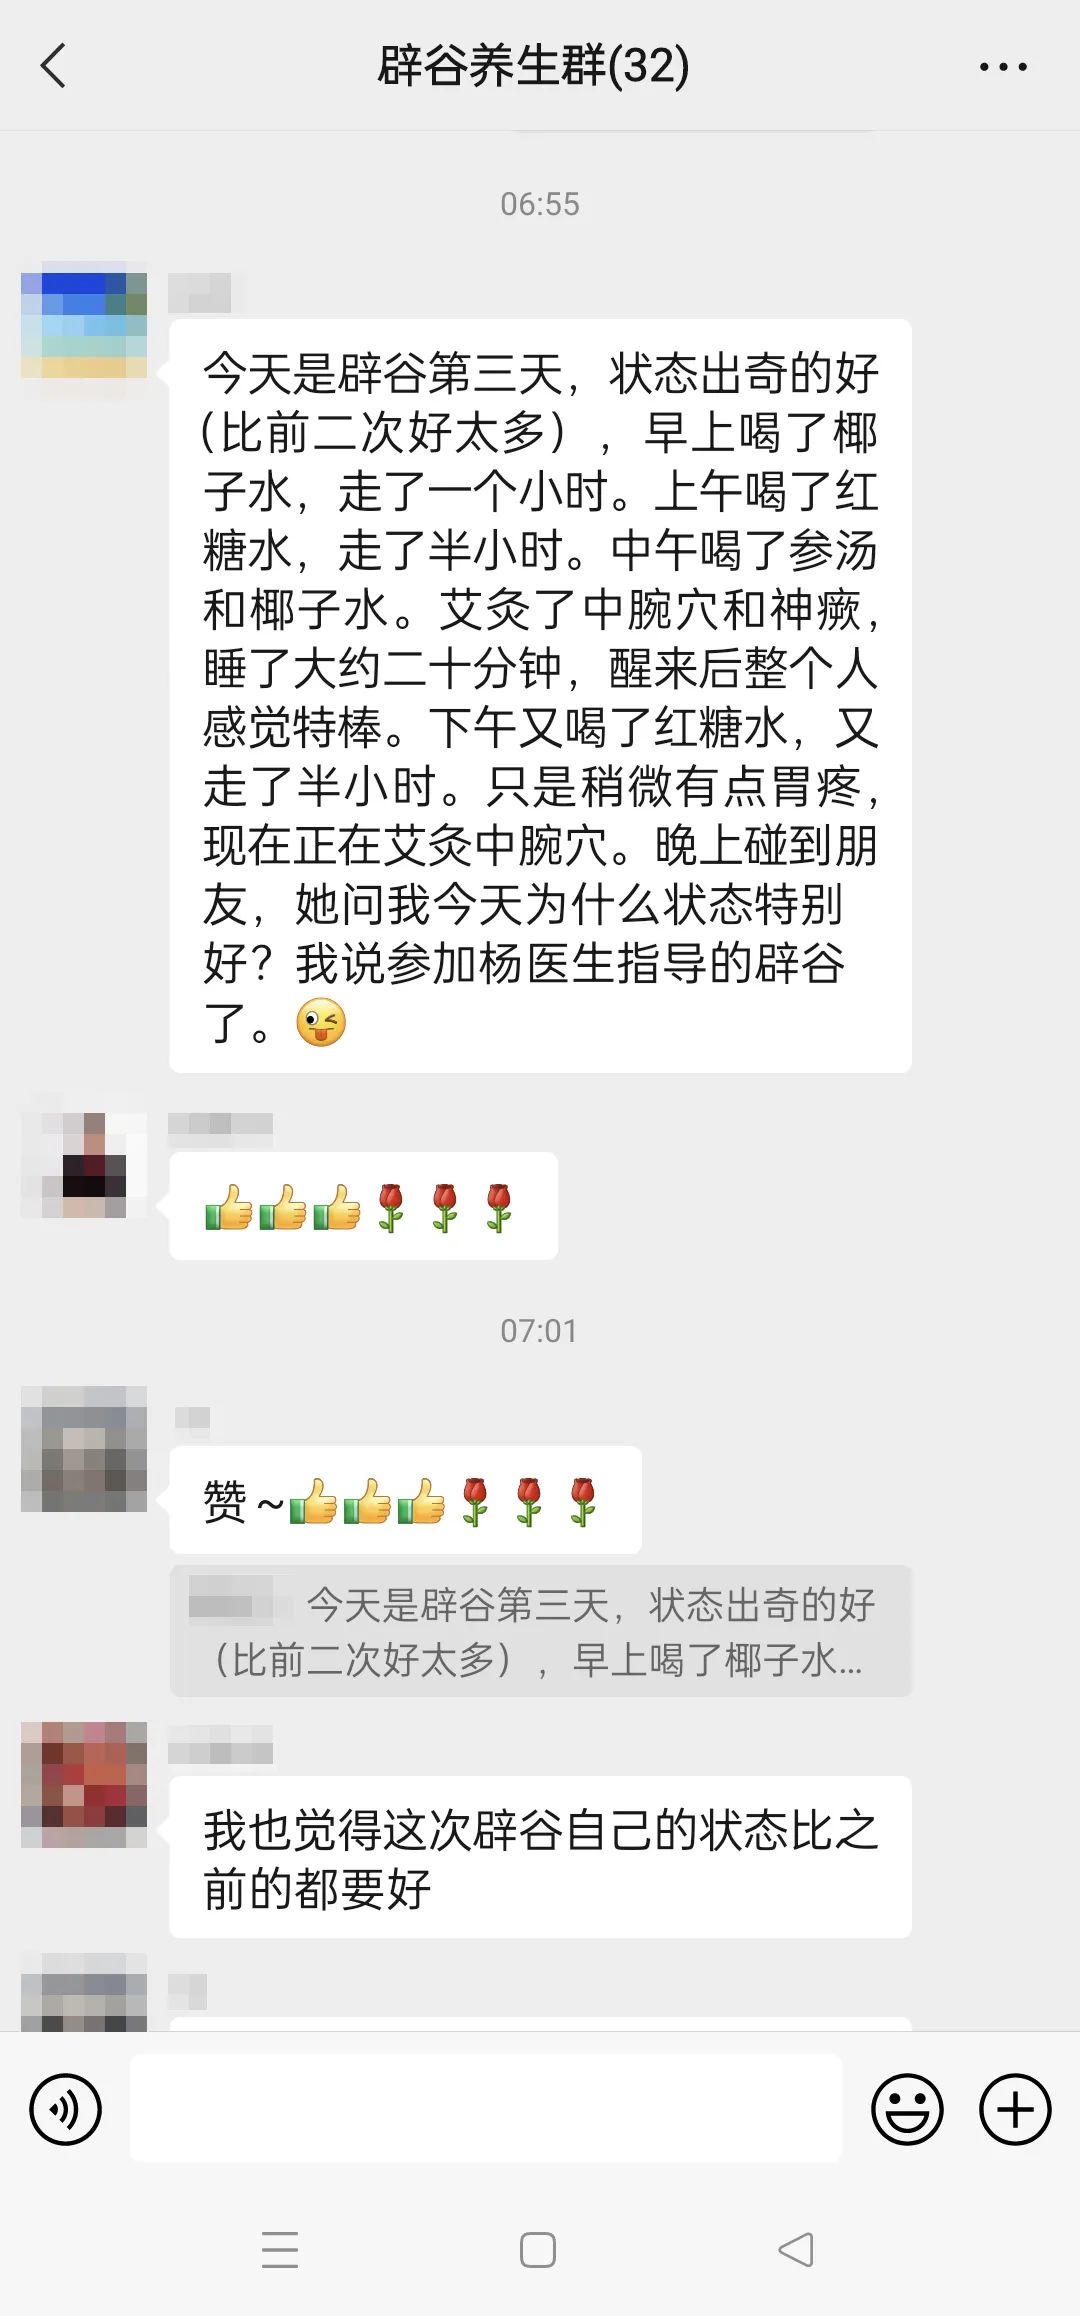 辟谷养生群(32)
06:55
今天是辟谷第三天，状态出奇的好
（比前二次好太多），早上喝了椰
子水，走了一个小时。上午喝了红
糖水，走了半小时。中午喝了参汤
和椰子水。艾灸了中腕穴和神瘚，
睡了大约二十分钟，醒来后整个人
感觉特棒。下午又喝了红糖水，又
走了半小时。只是稍微有点胃疼，
现在正在艾灸中腕穴。晚上碰到朋
友，她问我今天为什么状态特别
好？我说参加杨医生指导的辟谷
了。😜
👍👍👍🌹🌹🌹
07:01
赞~👍👍👍🌹🌹🌹
今天是辟谷第三天，状态出奇的好
（比前二次好太多），早上喝了椰子水...
我也觉得这次辟谷自己的状态比之
前的都要好